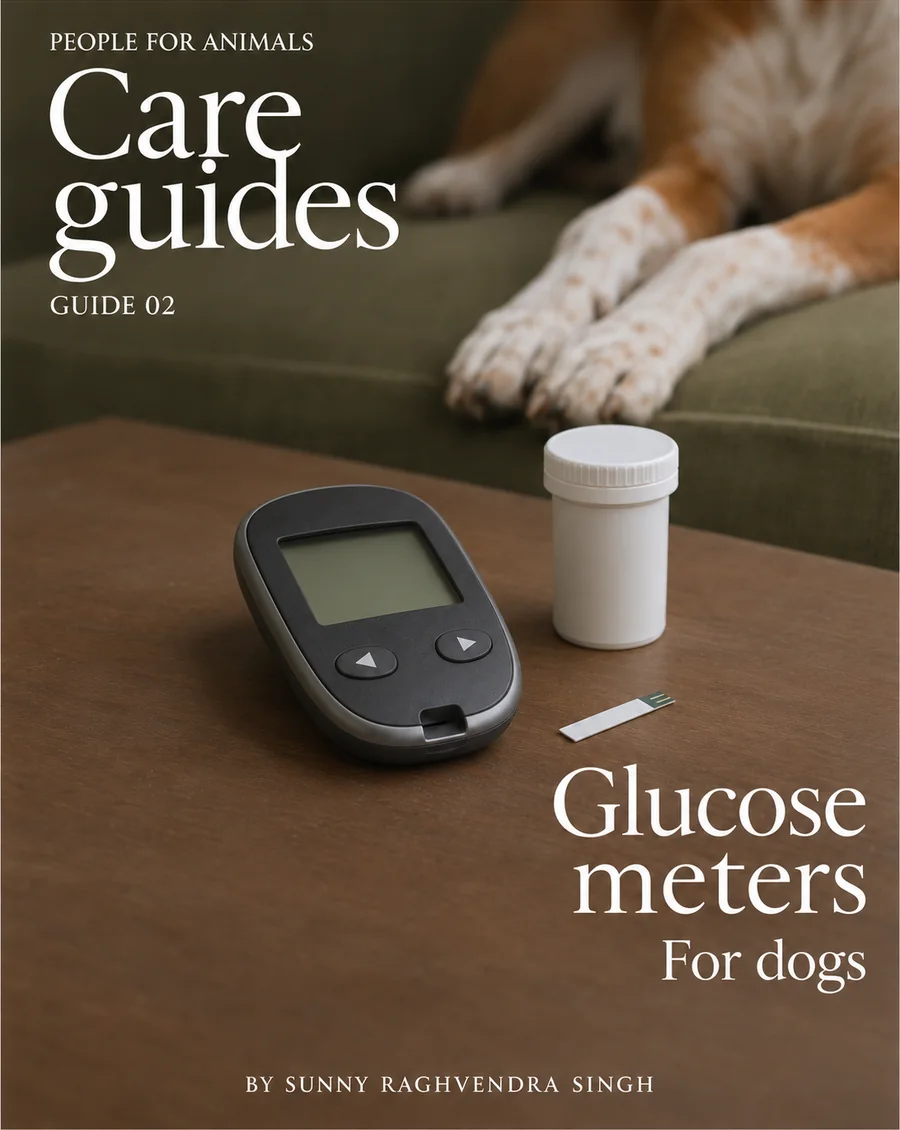 PEOPLE FOR ANIMALS
Care
guides
GUIDE 02
Glucose
meters
For dogs
BY SUNNY RAGHVENDRA SINGH